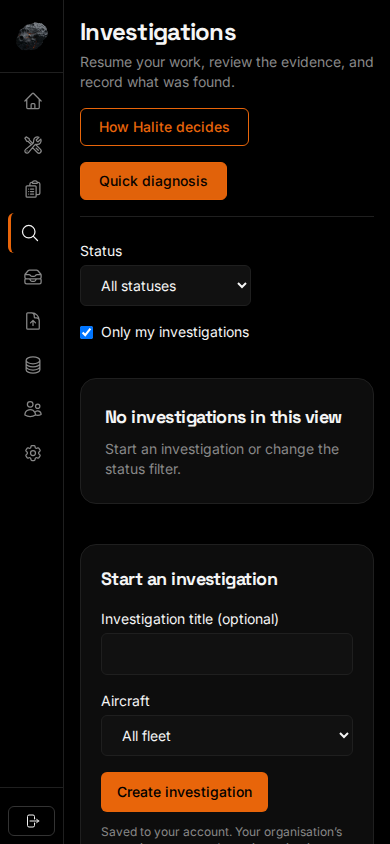 Investigations
Resume your work, review the evidence, and
record what was found.
How Halite decides
Quick diagnosis
Status
All statuses
Only my investigations
No investigations in this view
Start an investigation or change the
status filter.
Start an investigation
Investigation title (optional)
Aircraft
All fleet
Create investigation
Saved to your account. Your organisation's